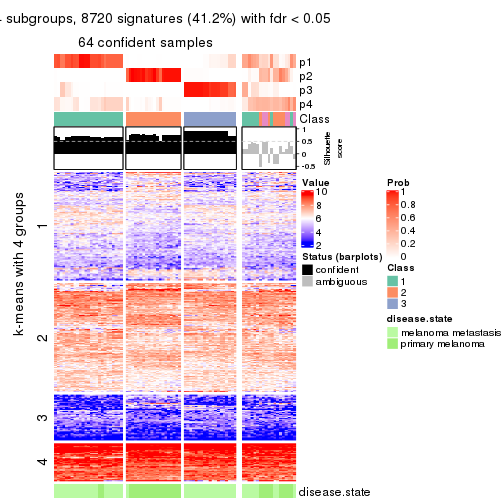 subgroups, 8720 signatures (41.2%) with fdr < 0.05
64 confident samples
p1
p2
p3
p4
Class
1
0.5
0
-0.5
Silhouette
score
k-means with 4 groups
1
2
3
4
disease.state
Value
10
8
6
4
2
Status (barplots)
confident
ambiguous
Prob
1
0.8
0.6
0.4
0.2
0
Class
1
2
3
disease.state
melanoma metastasis
primary melanoma